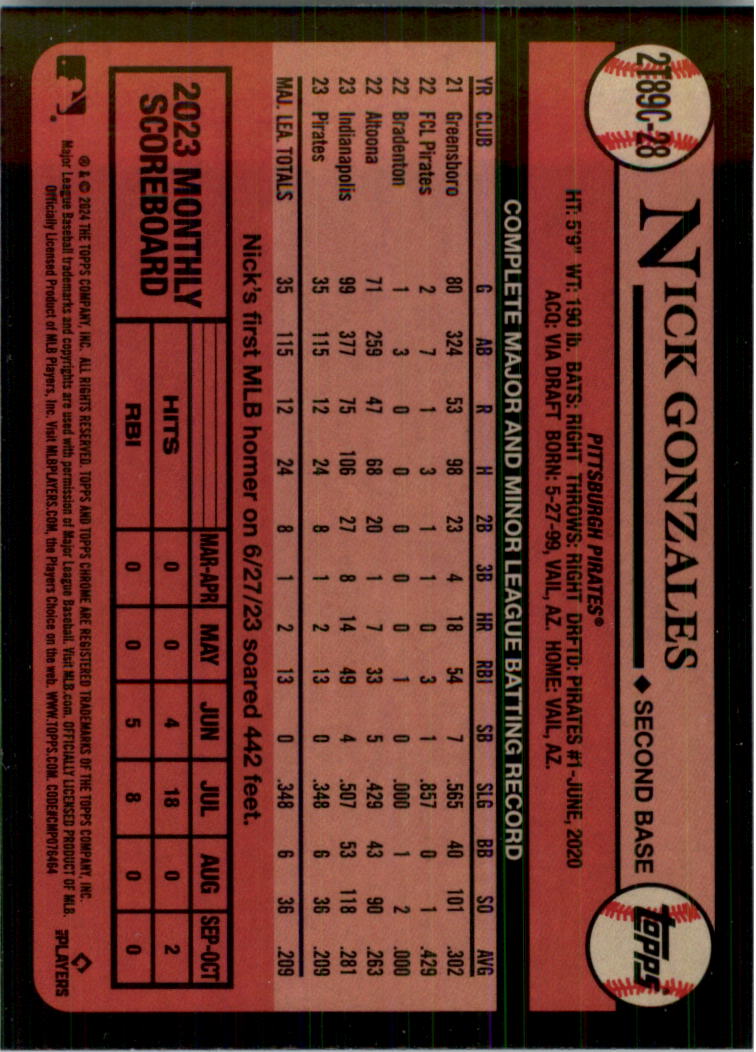 2T89C-28
NICK GONZALES ♦ SECOND BASE
topps
PITTSBURGH PIRATES®
HT: 5'9" WT: 190 lb. BATS: RIGHT THROWS: RIGHT DRFTD: PIRATES #1-JUNE, 2020
ACQ: VIA DRAFT BORN: 5-27-99, VAIL, AZ. HOME: VAIL, AZ.
COMPLETE MAJOR AND MINOR LEAGUE BATTING RECORD
YR CLUB G AB R H 2B 3B HR RBI SB SLG BB SO AVG
21 Greensboro 80 324 53 98 23 4 18 54 7 .565 40 101 .302
22 FCL Pirates 2 7 1 3 1 1 0 3 1 .857 0 1 .429
22 Bradenton 1 3 0 0 0 0 0 1 0 .000 1 2 .000
22 Altoona 71 259 47 68 20 1 7 33 5 .429 43 90 .263
23 Indianapolis 99 377 75 106 27 8 14 49 4 .507 53 118 .281
23 Pirates 35 115 12 24 8 1 2 13 0 .348 6 36 .209
MAJ. LEA. TOTALS 35 115 12 24 8 1 2 13 0 .348 6 36 .209
Nick's first MLB homer on 6/27/23 soared 442 feet.
2023 MONTHLY SCOREBOARD
MAR-APR MAY JUN JUL AUG SEP-OCT
HITS 0 0 4 18 0 2
RBI 0 0 5 8 0 0
® & © 2024 THE TOPPS COMPANY, INC. ALL RIGHTS RESERVED. TOPPS AND TOPPS CHROME ARE REGISTERED TRADEMARKS OF THE TOPPS COMPANY, INC.
Major League Baseball trademarks and copyrights are used with permission of Major League Baseball. Visit MLB.com. OFFICIALLY LICENSED PRODUCT OF MLB
Officially Licensed Product of MLB Players, Inc. Visit MLBPLAYERS.COM, the Players Choice on the web. WWW.TOPPS.COM. CODE#CMP076464
PLAYERS